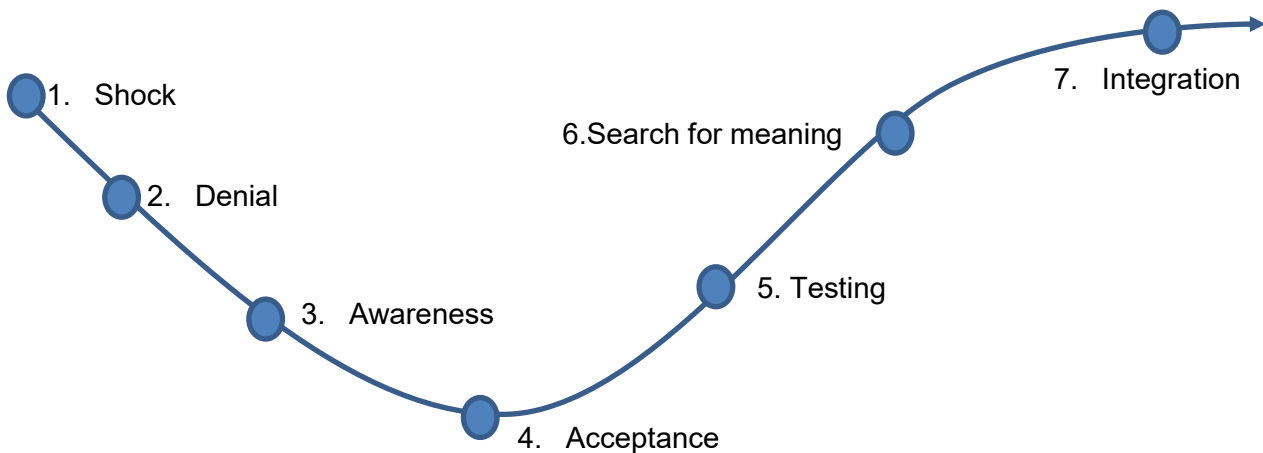 1. Shock
2. Denial
3. Awareness
4. Acceptance
5. Testing
6.Search for meaning
7. Integration